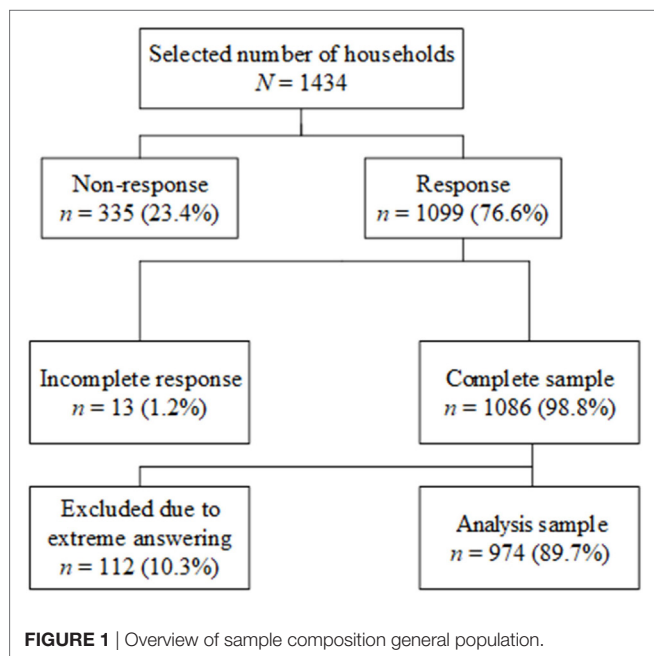 Selected number of households
N = 1434
Non-response
n = 335 (23.4%)
Response
n = 1099 (76.6%)
Incomplete response
n = 13 (1.2%)
Complete sample
n = 1086 (98.8%)
Excluded due to
extreme answering
n = 112 (10.3%)
Analysis sample
n = 974 (89.7%)
FIGURE 1 | Overview of sample composition general population.